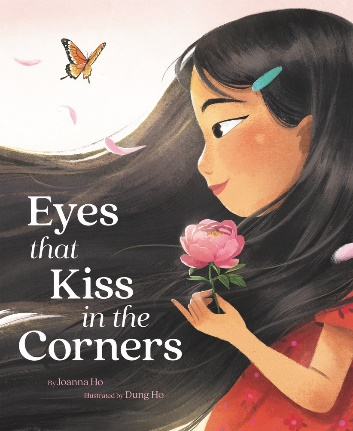 Eyes
that
Kiss
in the
Corners
By Joanna Ho
Illustrated by Dung Ho